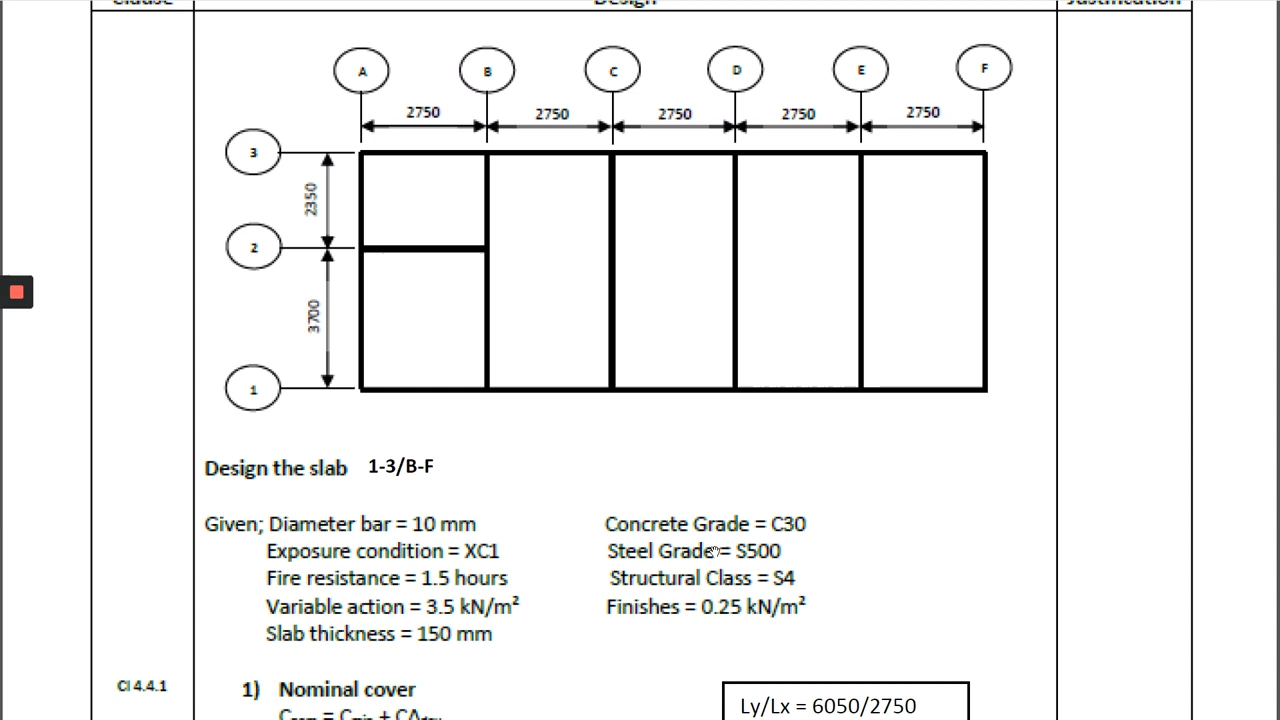 Clause Design Justification
A B C D E F
2750 2750 2750 2750 2750
3
2350
2
3700
1
Design the slab 1-3/B-F
Given; Diameter bar = 10 mm Concrete Grade = C30
Exposure condition = XC1 Steel Grade = S500
Fire resistance = 1.5 hours Structural Class = S4
Variable action = 3.5 kN/m² Finishes = 0.25 kN/m²
Slab thickness = 150 mm
Cl 4.4.1 1) Nominal cover
Ly/Lx = 6050/2750